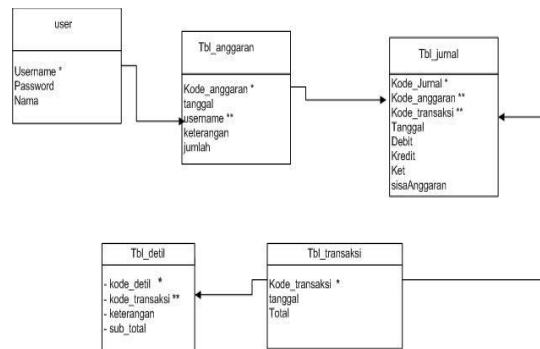 user
Username *
Password
Nama
Tbl_anggaran
Kode_anggaran *
tanggal
username **
keterangan
jumlah
Tbl_jurnal
Kode_Jurnal *
Kode_anggaran **
Kode_transaksi **
Tanggal
Debit
Kredit
Ket
sisaAnggaran
Tbl_detil
- kode_detil *
- kode_transaksi **
- keterangan
- sub_total
Tbl_transaksi
Kode_transaksi *
tanggal
Total